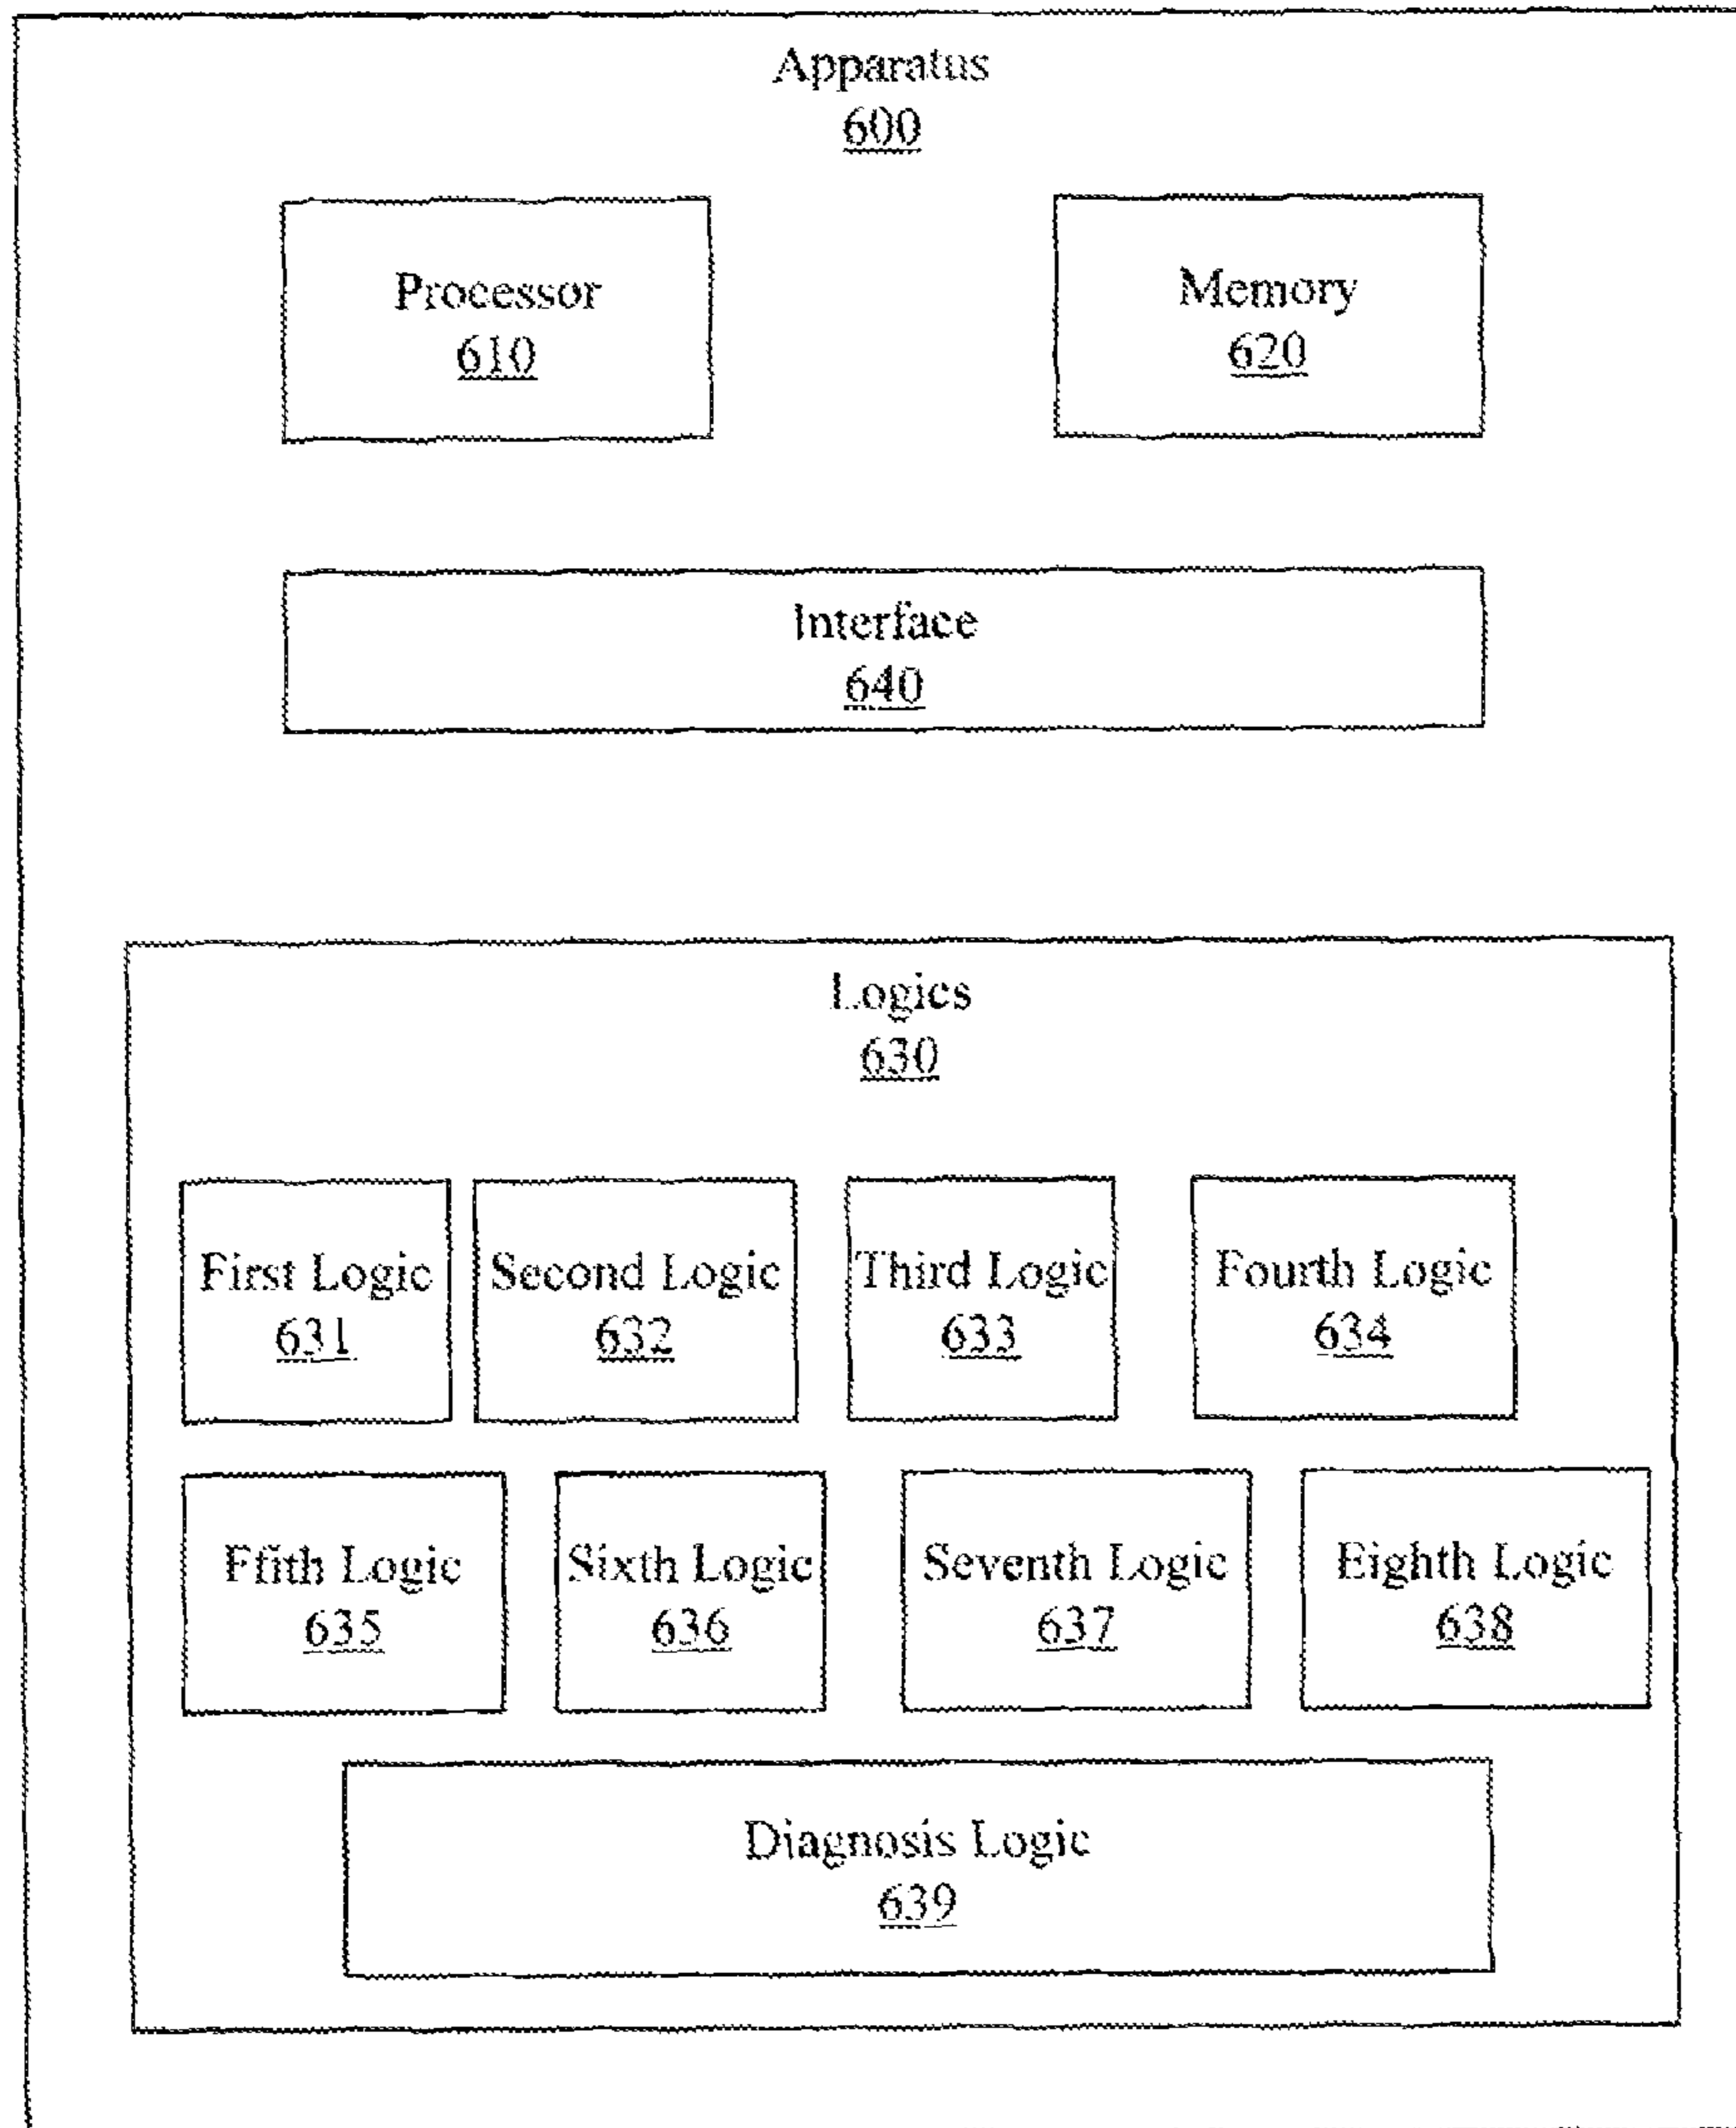 Apparatus
600
Processor
610
Memory
620
Interface
640
Logics
630
First Logic
631
Second Logic
632
Third Logic
633
Fourth Logic
634
Ffith Logic
635
Sixth Logic
636
Seventh Logic
637
Eighth Logic
638
Diagnosis Logic
639